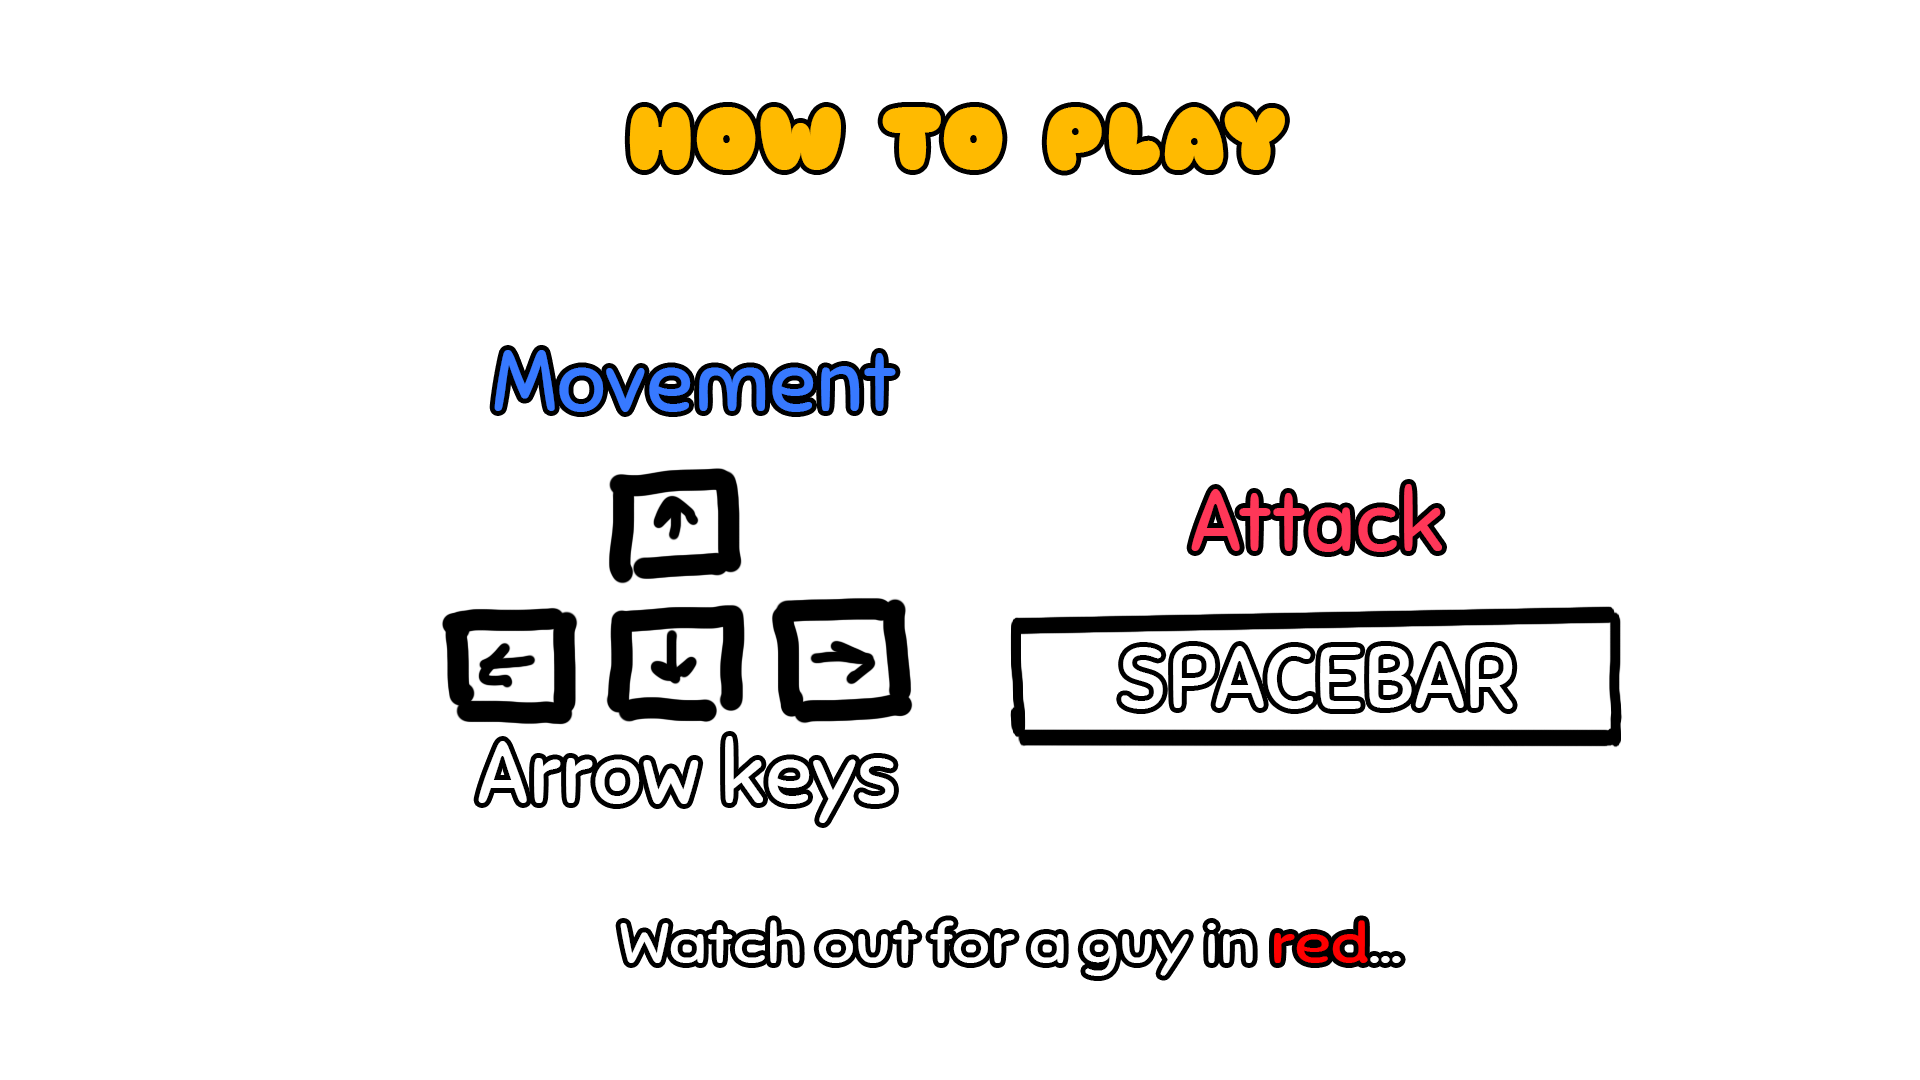 HOW TO PLAY
Movement
Attack
SPACEBAR
Arrow keys
Watch out for a guy in red...